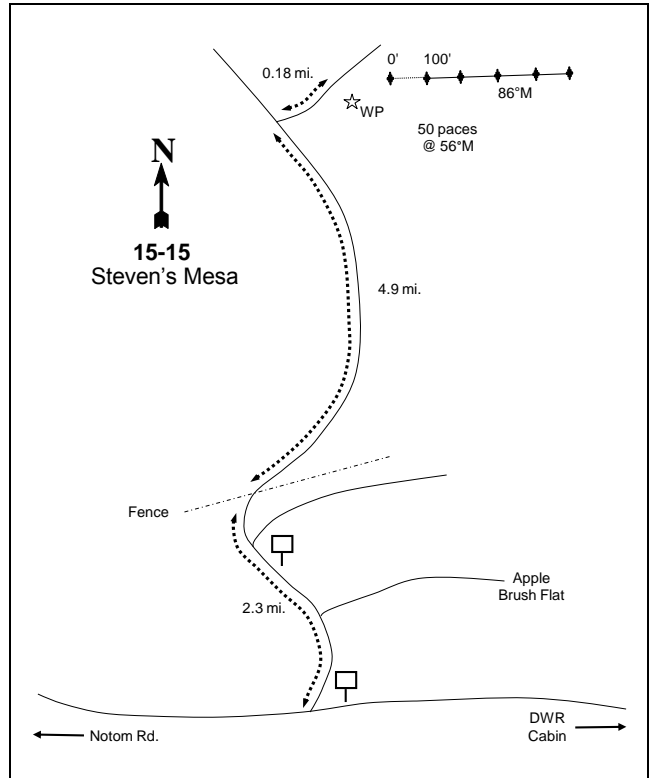 0' 100'
0.18 mi.
86°M
WP
50 paces
@ 56°M
N
15-15
Steven's Mesa
4.9 mi.
Fence
Apple
Brush Flat
2.3 mi.
DWR
Cabin
Notom Rd.